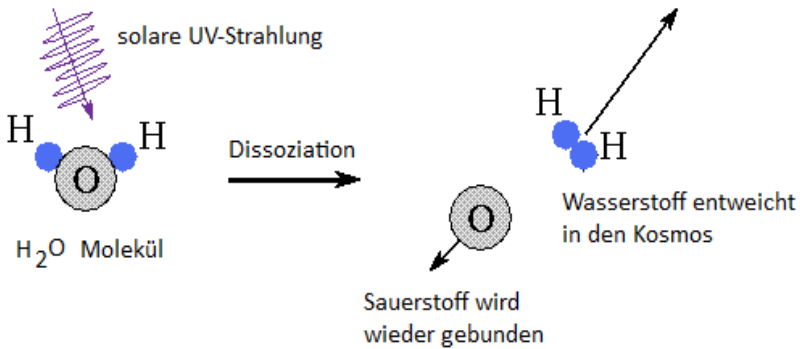 solare UV-Strahlung
H
H
O
H₂O Molekül
Dissoziation
H
H
O
Wasserstoff entweicht
in den Kosmos
Sauerstoff wird
wieder gebunden